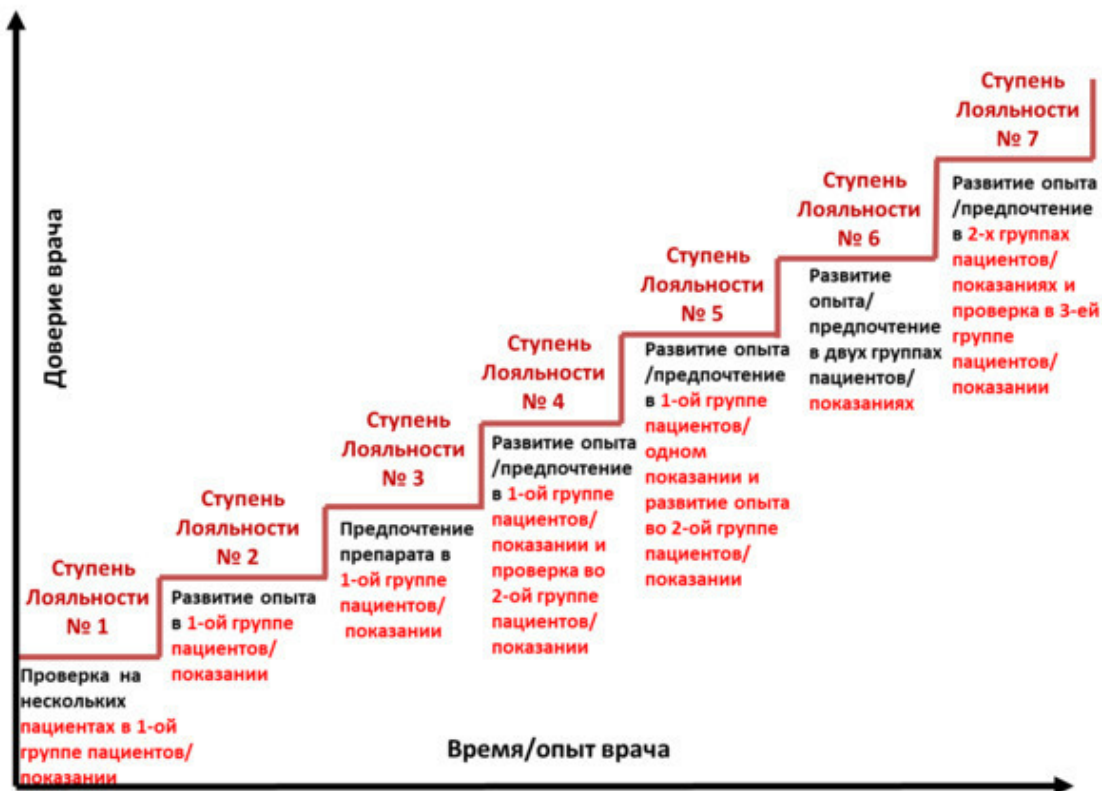 Доверие врача
Ступень
Лояльности
№ 1
Проверка на
нескольких
пациентах в 1-ой
группе пациентов/
показании
Ступень
Лояльности
№ 2
Развитие опыта
в 1-ой группе
пациентов/
показании
Ступень
Лояльности
№ 3
Предпочтение
препарата в
1-ой группе
пациентов/
показании
Ступень
Лояльности
№ 4
Развитие опыта
/предпочтение
в 1-ой группе
пациентов/
показании и
проверка во
2-ой группе
пациентов/
показании
Ступень
Лояльности
№ 5
Развитие опыта
/предпочтение
в 1-ой группе
пациентов/
одном
показании и
развитие опыта
во 2-ой группе
пациентов/
показании
Ступень
Лояльности
№ 6
Развитие
опыта/
предпочтение
в двух группах
пациентов/
показаниях
Ступень
Лояльности
№ 7
Развитие опыта
/предпочтение
в 2-х группах
пациентов/
показаниях и
проверка в 3-ей
группе
пациентов/
показании
Время/опыт врача